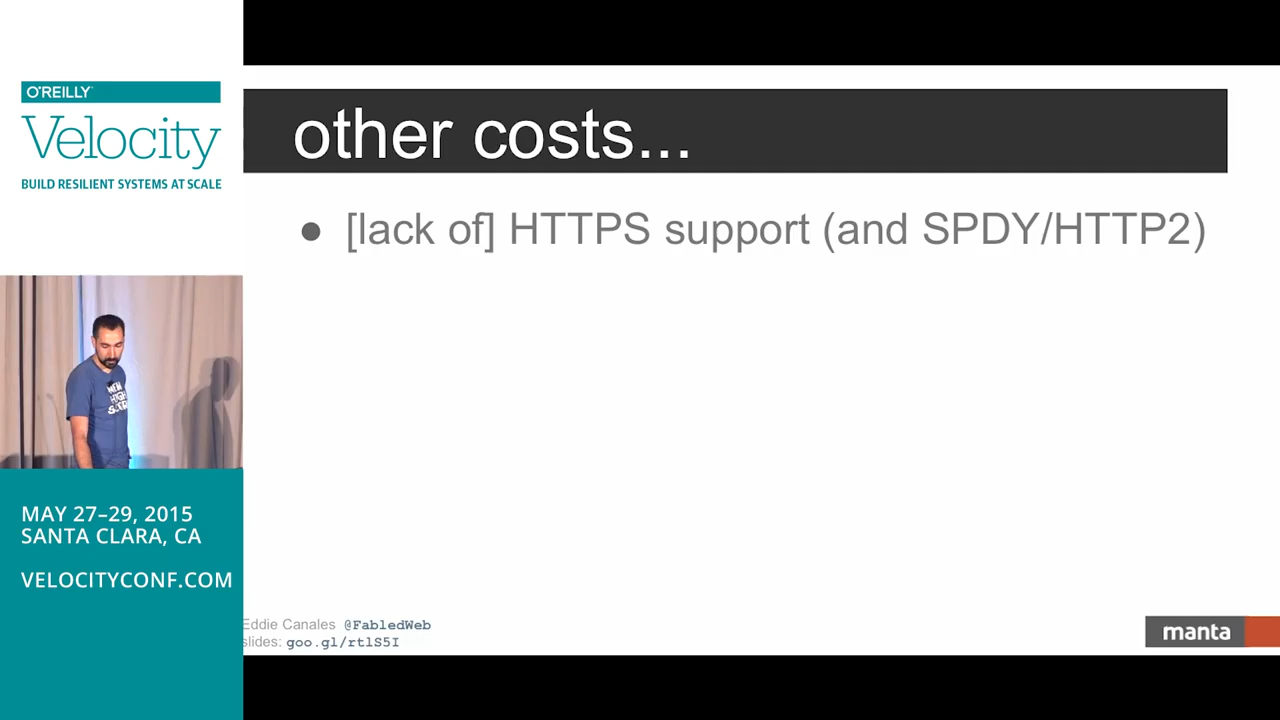 O'REILLY
Velocity
BUILD RESILIENT SYSTEMS AT SCALE
other costs...
● [lack of] HTTPS support (and SPDY/HTTP2)
MAY 27–29, 2015
SANTA CLARA, CA
VELOCITYCONF.COM
Eddie Canales @FabledWeb
slides: goo.gl/rtlS5I
manta